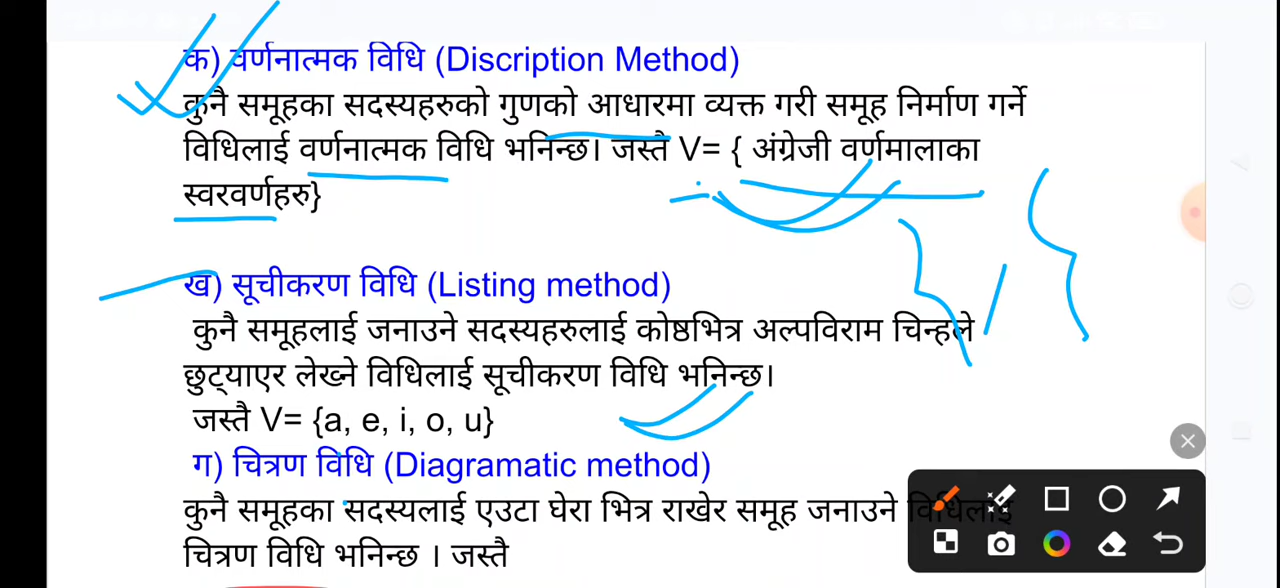 क) वर्णनात्मक विधि (Discription Method)
कुनै समूहका सदस्यहरुको गुणको आधारमा व्यक्त गरी समूह निर्माण गर्ने
विधिलाई वर्णनात्मक विधि भनिन्छ। जस्तै V= { अंग्रेजी वर्णमालाका
स्वरवर्णहरु}
ख) सूचीकरण विधि (Listing method)
कुनै समूहलाई जनाउने सदस्यहरुलाई कोष्ठभित्र अल्पविराम चिन्हले
छुट्याएर लेख्ने विधिलाई सूचीकरण विधि भनिन्छ।
जस्तै V= {a, e, i, o, u}
ग) चित्रण विधि (Diagramatic method)
कुनै समूहका सदस्यलाई एउटा घेरा भित्र राखेर समूह जनाउने विधिलाई
चित्रण विधि भनिन्छ । जस्तै